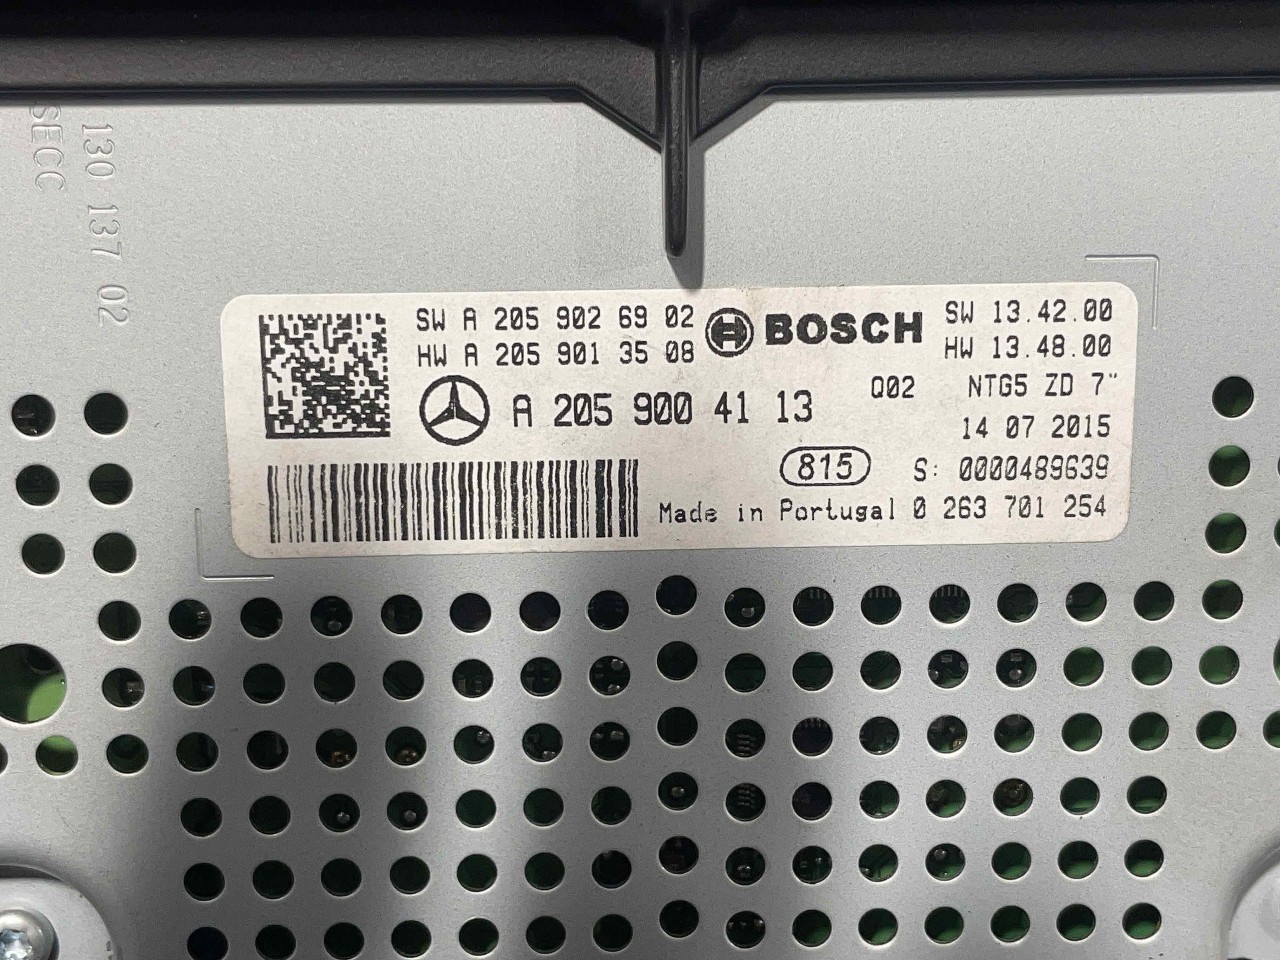 SECC
130 137 02
SW A 205 902 69 02
HW A 205 901 35 08
BOSCH
SW 13.42.00
HW 13.48.00
A 205 900 41 13
Q02
NTG5 ZD 7"
14 07 2015
815
S: 0000489639
Made in Portugal 0 263 701 254